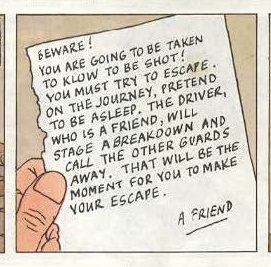 BEWARE!
YOU ARE GOING TO BE TAKEN
TO KLOW TO BE SHOT!
YOU MUST TRY TO ESCAPE.
ON THE JOURNEY, PRETEND
TO BE ASLEEP. THE DRIVER,
WHO IS A FRIEND, WILL
STAGE A BREAKDOWN AND
CALL THE OTHER GUARDS
AWAY. THAT WILL BE THE
MOMENT FOR YOU TO MAKE
YOUR ESCAPE.
A FRIEND